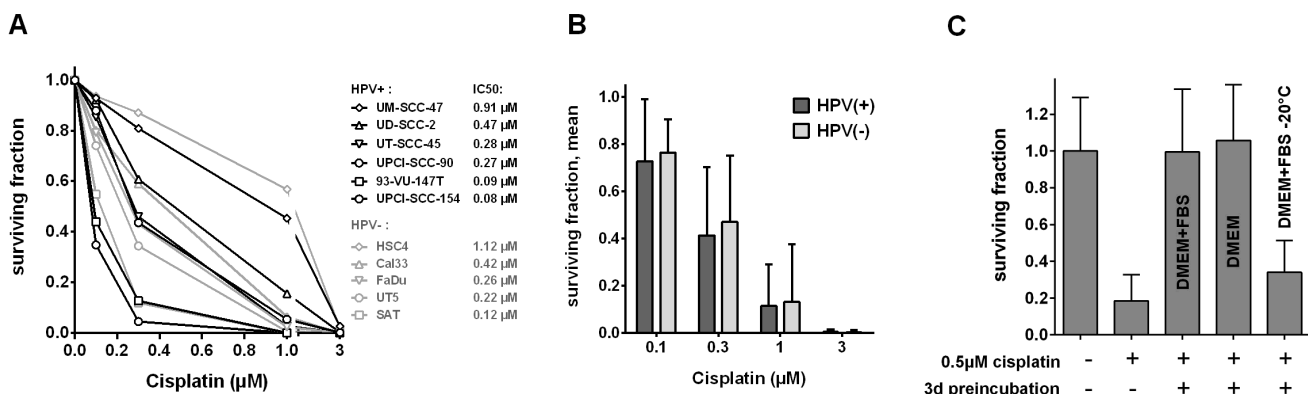 A
surviving fraction
1.0
0.8
0.6
0.4
0.2
0.0
0.0 0.2 0.4 0.6 0.8 1.0 3
Cisplatin (µM)
HPV+ : IC50:
UM-SCC-47 0.91 µM
UD-SCC-2 0.47 µM
UT-SCC-45 0.28 µM
UPCI-SCC-90 0.27 µM
93-VU-147T 0.09 µM
UPCI-SCC-154 0.08 µM
HPV- :
HSC4 1.12 µM
Cal33 0.42 µM
FaDu 0.26 µM
UT5 0.22 µM
SAT 0.12 µM
B
surviving fraction, mean
1.0
0.8
0.6
0.4
0.2
0.0
HPV(+)
HPV(-)
0.1 0.3 1 3
Cisplatin (µM)
C
surviving fraction
1.2
1.0
0.8
0.6
0.4
0.2
0.0
DMEM+FBS
DMEM
DMEM+FBS -20°C
0.5µM cisplatin - + + + +
3d preincubation - - + + +